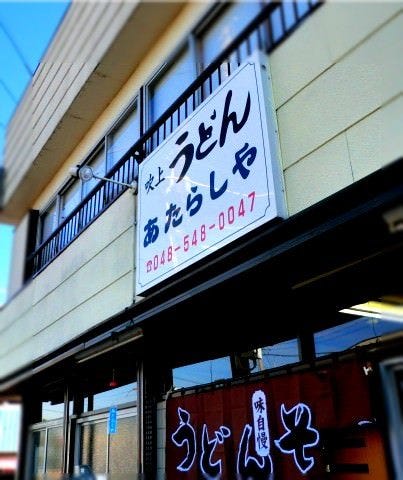 吹上 うどん
あたらしや
☎048-548-0047
味自慢
うどん そ